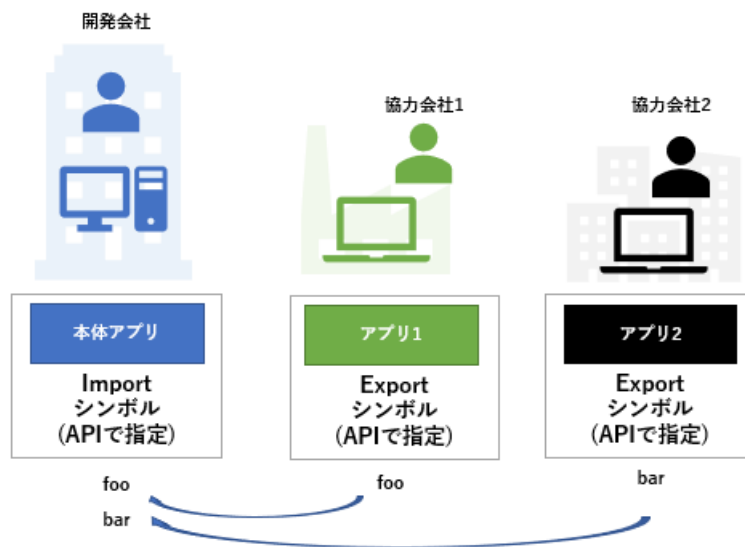 開発会社
協力会社1
協力会社2
本体アプリ
アプリ1
アプリ2
Import
シンボル
(APIで指定)
Export
シンボル
(APIで指定)
Export
シンボル
(APIで指定)
foo
bar
foo
bar